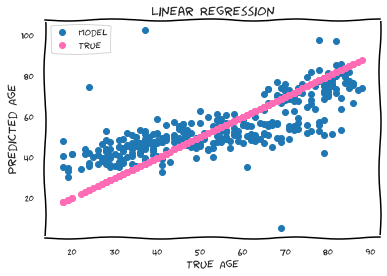 LINEAR REGRESSION
MODEL
TRUE
PREDICTED AGE
100
80
60
40
20
20 30 40 50 60 70 80 90
TRUE AGE